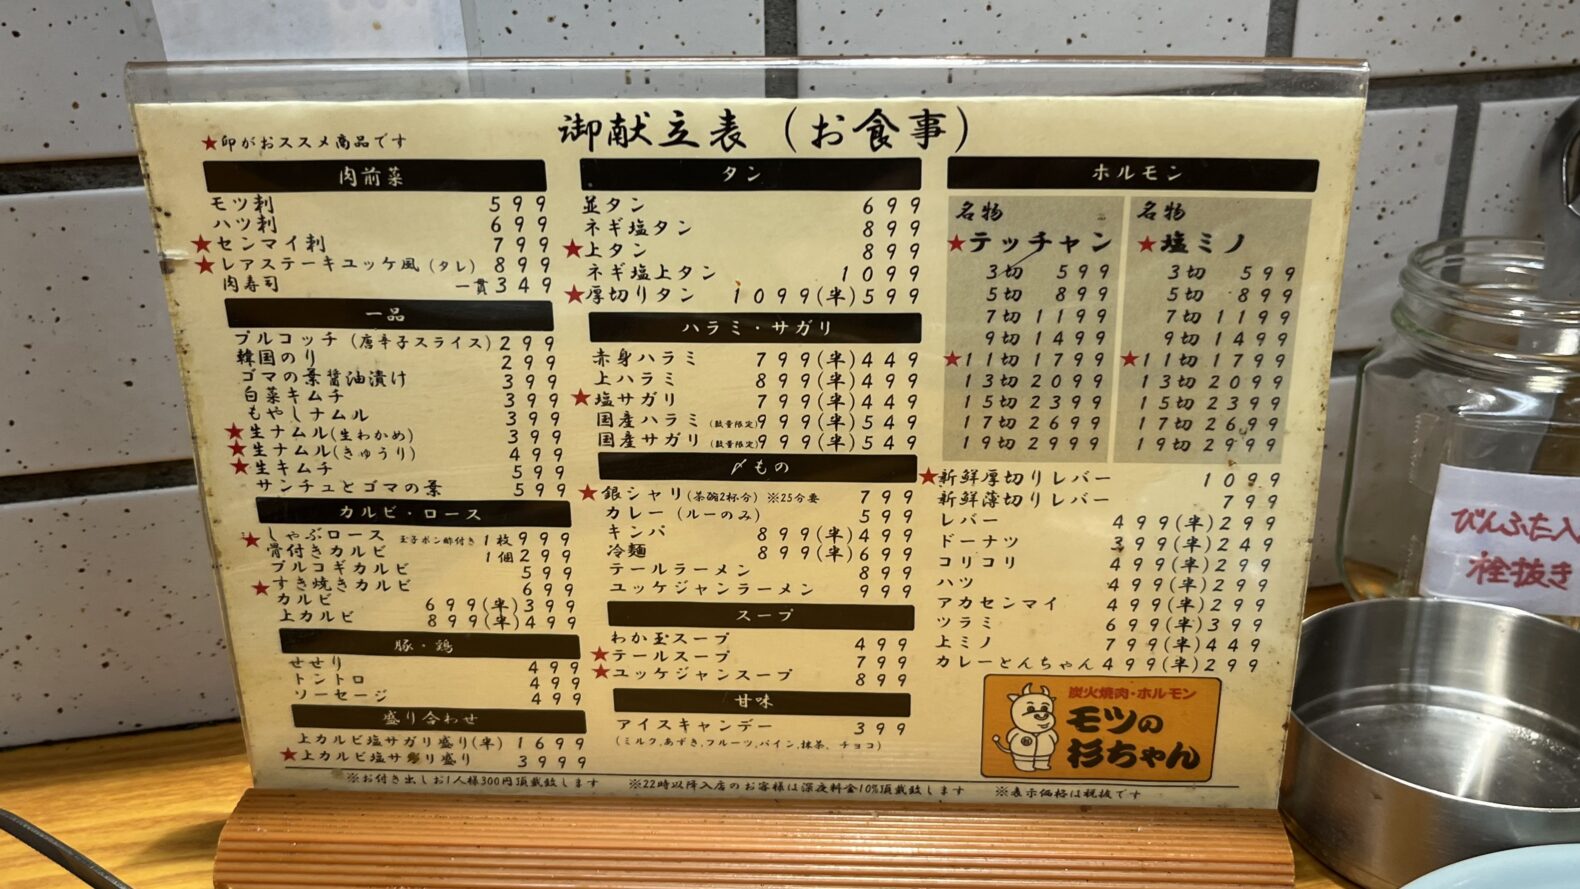 御献立表（お食事）
★印がおススメ商品です
肉前菜
モツ刺 599
ハツ刺 699
★センマイ刺 799
★レアステーキユッケ風(タレ) 899
肉寿司 一貫349
一品
プルコッチ(唐辛子スライス) 299
韓国のり 299
ゴマの葉醤油漬け 399
白菜キムチ 399
もやしナムル 399
★生ナムル(生わかめ) 399
★生ナムル(きゅうり) 499
★生キムチ 599
サンチュとゴマの葉 599
カルビ・ロース
★しゃぶロース 玉子ポン酢付き 1枚999
骨付きカルビ 1個299
プルコギカルビ 599
★すき焼きカルビ 699
カルビ 699(半)399
上カルビ 899(半)499
豚・鶏
せせり 499
トントロ 499
ソーセージ 499
盛り合わせ
上カルビ塩サガリ盛り(半) 1699
★上カルビ塩サガリ盛り 3999
タン
並タン 699
ネギ塩タン 899
★上タン 899
ネギ塩上タン 1099
★厚切りタン 1099(半)599
ハラミ・サガリ
赤身ハラミ 799(半)449
上ハラミ 899(半)499
★塩サガリ 799(半)449
国産ハラミ(数量限定) 999(半)549
国産サガリ(数量限定) 999(半)549
〆もの
★銀シャリ(茶碗2杯分)※25分要 799
カレー(ルーのみ) 599
キンパ 899(半)499
冷麺 899(半)699
テールラーメン 899
ユッケジャンラーメン 999
スープ
わか玉スープ 499
★テールスープ 799
★ユッケジャンスープ 899
甘味
アイスキャンデー 399
(ミルク,あずき,フルーツ,パイン,抹茶,チョコ)
ホルモン
名物
★テッチャン
3切 599
5切 899
7切 1199
9切 1499
★11切 1799
13切 2099
15切 2399
17切 2699
19切 2999
名物
★塩ミノ
3切 599
5切 899
7切 1199
9切 1499
★11切 1799
13切 2099
15切 2399
17切 2699
19切 2999
★新鮮厚切りレバー 1099
新鮮薄切りレバー 799
レバー 499(半)299
ドーナツ 399(半)249
コリコリ 499(半)299
ハツ 499(半)299
アカセンマイ 499(半)299
ツラミ 699(半)399
上ミノ 799(半)449
カレーとんちゃん 499(半)299
炭火焼肉・ホルモン
モツの
杉ちゃん
※お付き出しお1人様300円頂戴致します ※22時以降入店のお客様は深夜料金10%頂戴致します ※表示価格は税抜です
びんふた入
栓抜き